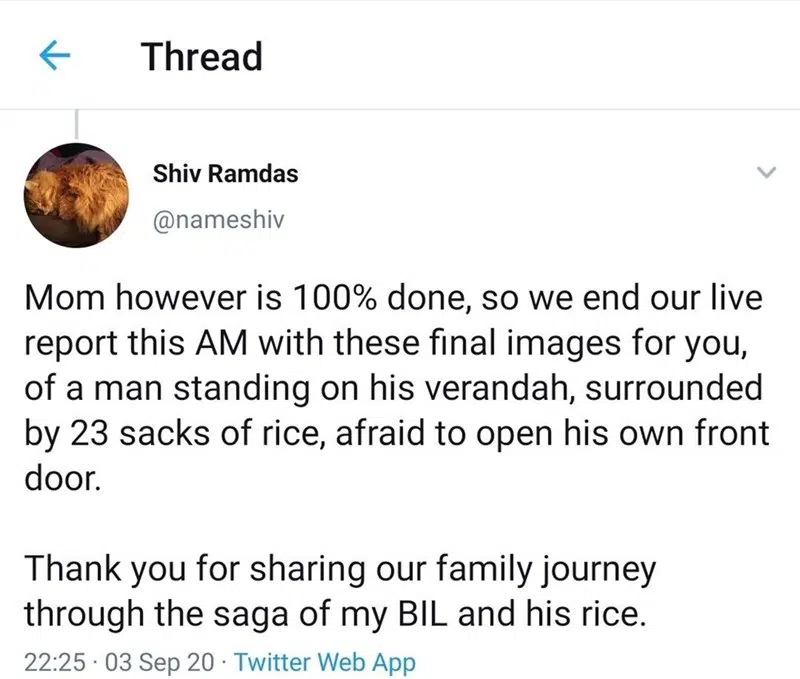 Thread
Shiv Ramdas
@nameshiv
Mom however is 100% done, so we end our live
report this AM with these final images for you,
of a man standing on his verandah, surrounded
by 23 sacks of rice, afraid to open his own front
door.
Thank you for sharing our family journey
through the saga of my BIL and his rice.
22:25 · 03 Sep 20 · Twitter Web App